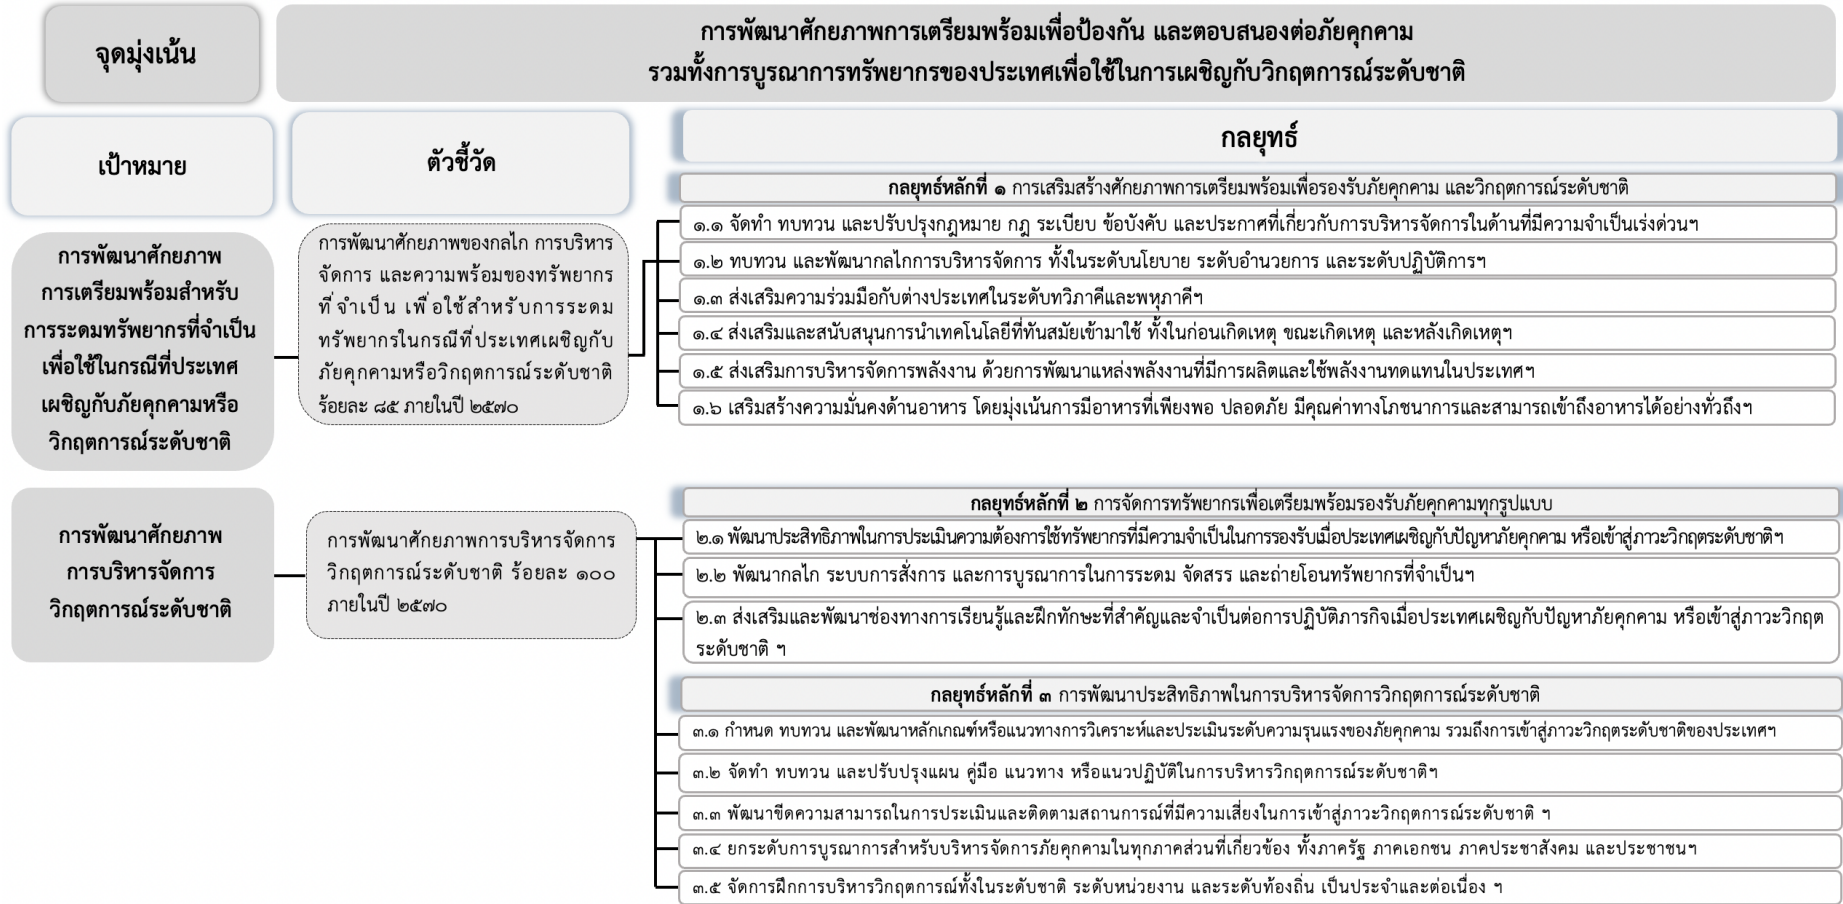 จุดมุ่งเน้น
การพัฒนาศักยภาพการเตรียมพร้อมเพื่อป้องกัน และตอบสนองต่อภัยคุกคาม
รวมทั้งการบูรณาการทรัพยากรของประเทศเพื่อใช้ในการเผชิญกับวิกฤตการณ์ระดับชาติ
เป้าหมาย
ตัวชี้วัด
กลยุทธ์
การพัฒนาศักยภาพ
การเตรียมพร้อมสำหรับ
การระดมทรัพยากรที่จำเป็น
เพื่อใช้ในกรณีที่ประเทศ
เผชิญกับภัยคุกคามหรือ
วิกฤตการณ์ระดับชาติ
การพัฒนาศักยภาพของกลไก การบริหาร
จัดการ และความพร้อมของทรัพยากร
ที่จำเป็น เพื่อใช้สำหรับการระดม
ทรัพยากรในกรณีที่ประเทศเผชิญกับ
ภัยคุกคามหรือวิกฤตการณ์ระดับชาติ
ร้อยละ ๘๕ ภายในปี ๒๕๗๐
กลยุทธ์หลักที่ ๑ การเสริมสร้างศักยภาพการเตรียมพร้อมเพื่อรองรับภัยคุกคาม และวิกฤตการณ์ระดับชาติ
๑.๑ จัดทำ ทบทวน และปรับปรุงกฎหมาย กฎ ระเบียบ ข้อบังคับ และประกาศที่เกี่ยวกับการบริหารจัดการในด้านที่มีความจำเป็นเร่งด่วนฯ
๑.๒ ทบทวน และพัฒนากลไกการบริหารจัดการ ทั้งในระดับนโยบาย ระดับอำนวยการ และระดับปฏิบัติการฯ
๑.๓ ส่งเสริมความร่วมมือกับต่างประเทศในระดับทวิภาคีและพหุภาคีฯ
๑.๔ ส่งเสริมและสนับสนุนการนำเทคโนโลยีที่ทันสมัยเข้ามาใช้ ทั้งในก่อนเกิดเหตุ ขณะเกิดเหตุ และหลังเกิดเหตุฯ
๑.๕ ส่งเสริมการบริหารจัดการพลังงาน ด้วยการพัฒนาแหล่งพลังงานที่มีการผลิตและใช้พลังงานทดแทนในประเทศฯ
๑.๖ เสริมสร้างความมั่นคงด้านอาหาร โดยมุ่งเน้นการมีอาหารที่เพียงพอ ปลอดภัย มีคุณค่าทางโภชนาการและสามารถเข้าถึงอาหารได้อย่างทั่วถึงฯ
การพัฒนาศักยภาพ
การบริหารจัดการ
วิกฤตการณ์ระดับชาติ
การพัฒนาศักยภาพการบริหารจัดการ
วิกฤตการณ์ระดับชาติ ร้อยละ ๑๐๐
ภายในปี ๒๕๗๐
กลยุทธ์หลักที่ ๒ การจัดการทรัพยากรเพื่อเตรียมพร้อมรองรับภัยคุกคามทุกรูปแบบ
๒.๑ พัฒนาประสิทธิภาพในการประเมินความต้องการใช้ทรัพยากรที่มีความจำเป็นในการรองรับเมื่อประเทศเผชิญกับปัญหาภัยคุกคาม หรือเข้าสู่ภาวะวิกฤตระดับชาติฯ
๒.๒ พัฒนากลไก ระบบการสั่งการ และการบูรณาการในการระดม จัดสรร และถ่ายโอนทรัพยากรที่จำเป็นฯ
๒.๓ ส่งเสริมและพัฒนาช่องทางการเรียนรู้และฝึกทักษะที่สำคัญและจำเป็นต่อการปฏิบัติภารกิจเมื่อประเทศเผชิญกับปัญหาภัยคุกคาม หรือเข้าสู่ภาวะวิกฤต
ระดับชาติ ฯ
กลยุทธ์หลักที่ ๓ การพัฒนาประสิทธิภาพในการบริหารจัดการวิกฤตการณ์ระดับชาติ
๓.๑ กำหนด ทบทวน และพัฒนาหลักเกณฑ์หรือแนวทางการวิเคราะห์และประเมินระดับความรุนแรงของภัยคุกคาม รวมถึงการเข้าสู่ภาวะวิกฤตระดับชาติของประเทศฯ
๓.๒ จัดทำ ทบทวน และปรับปรุงแผน คู่มือ แนวทาง หรือแนวปฏิบัติในการบริหารวิกฤตการณ์ระดับชาติฯ
๓.๓ พัฒนาขีดความสามารถในการประเมินและติดตามสถานการณ์ที่มีความเสี่ยงในการเข้าสู่ภาวะวิกฤตการณ์ระดับชาติ ฯ
๓.๔ ยกระดับการบูรณาการสำหรับบริหารจัดการภัยคุกคามในทุกภาคส่วนที่เกี่ยวข้อง ทั้งภาครัฐ ภาคเอกชน ภาคประชาสังคม และประชาชนฯ
๓.๕ จัดการฝึกการบริหารวิกฤตการณ์ทั้งในระดับชาติ ระดับหน่วยงาน และระดับท้องถิ่น เป็นประจำและต่อเนื่อง ฯ